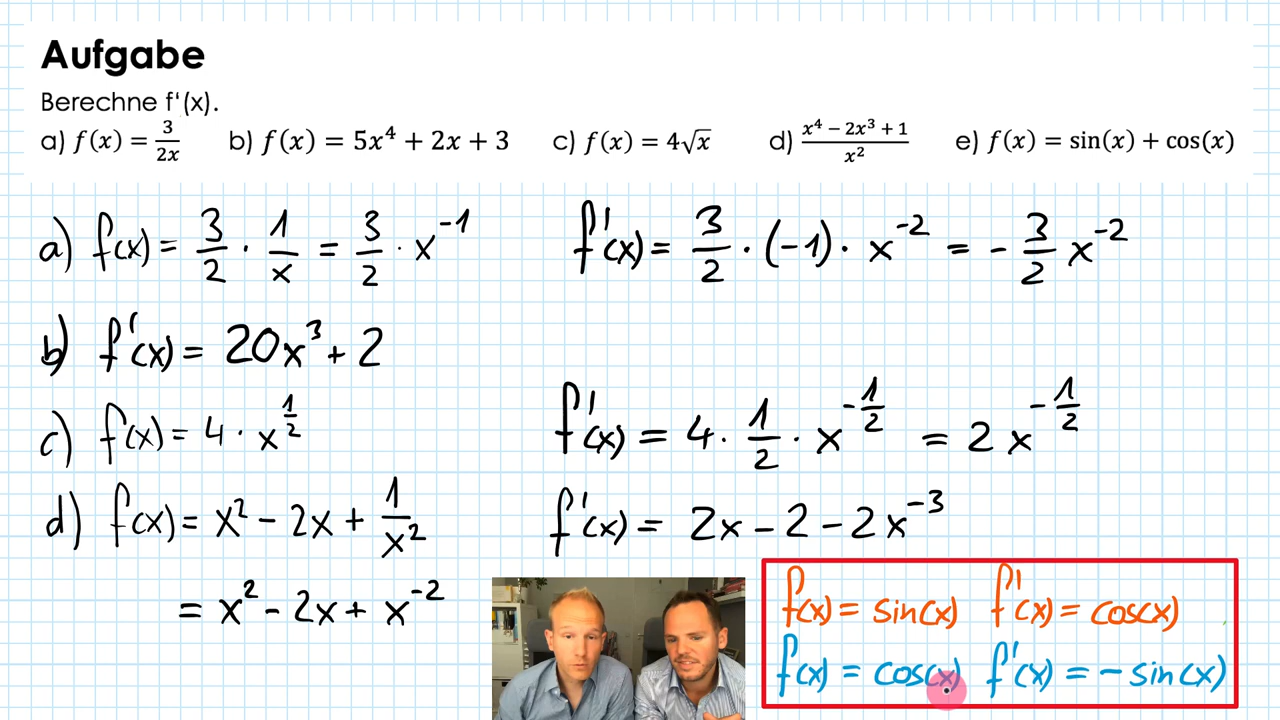 Aufgabe
Berechne f'(x).
a) f(x) = 3/2x b) f(x) = 5x⁴ + 2x + 3 c) f(x) = 4√x d) (x⁴ − 2x³ + 1)/x² e) f(x) = sin(x) + cos(x)
a) f(x) = 3/2 · 1/x = 3/2 · x⁻¹ f'(x) = 3/2 · (−1) · x⁻² = − 3/2 x⁻²
b) f'(x) = 20x³ + 2
c) f(x) = 4 · x^(1/2) f'(x) = 4 · 1/2 · x^(−1/2) = 2 x^(−1/2)
d) f(x) = x² − 2x + 1/x² f'(x) = 2x − 2 − 2x⁻³
= x² − 2x + x⁻²
f(x) = sin(x) f'(x) = cos(x)
f(x) = cos(x) f'(x) = − sin(x)